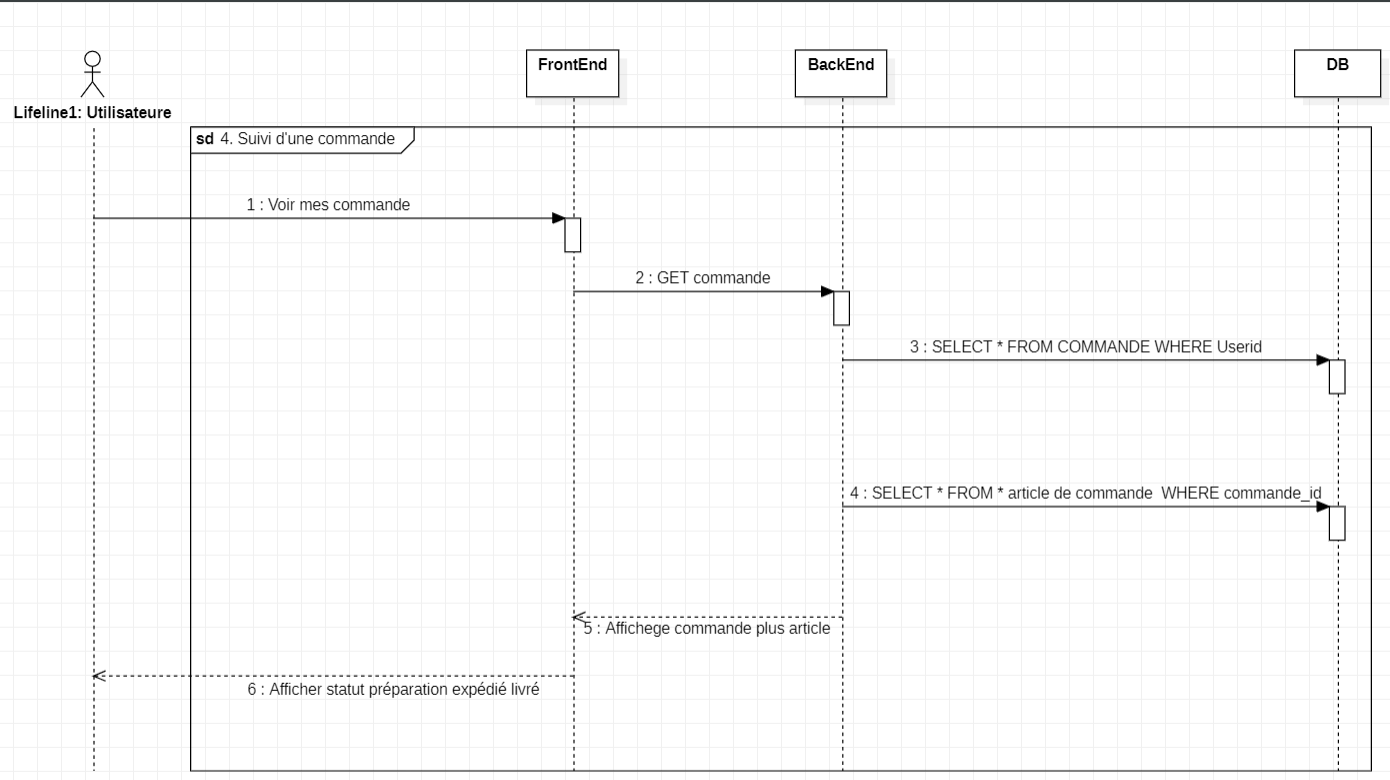 FrontEnd
BackEnd
DB
Lifeline1: Utilisateure
sd 4. Suivi d'une commande
1 : Voir mes commande
2 : GET commande
3 : SELECT * FROM COMMANDE WHERE Userid
4 : SELECT * FROM * article de commande  WHERE commande_id
5 : Affichege commande plus article
6 : Afficher statut préparation expédié livré